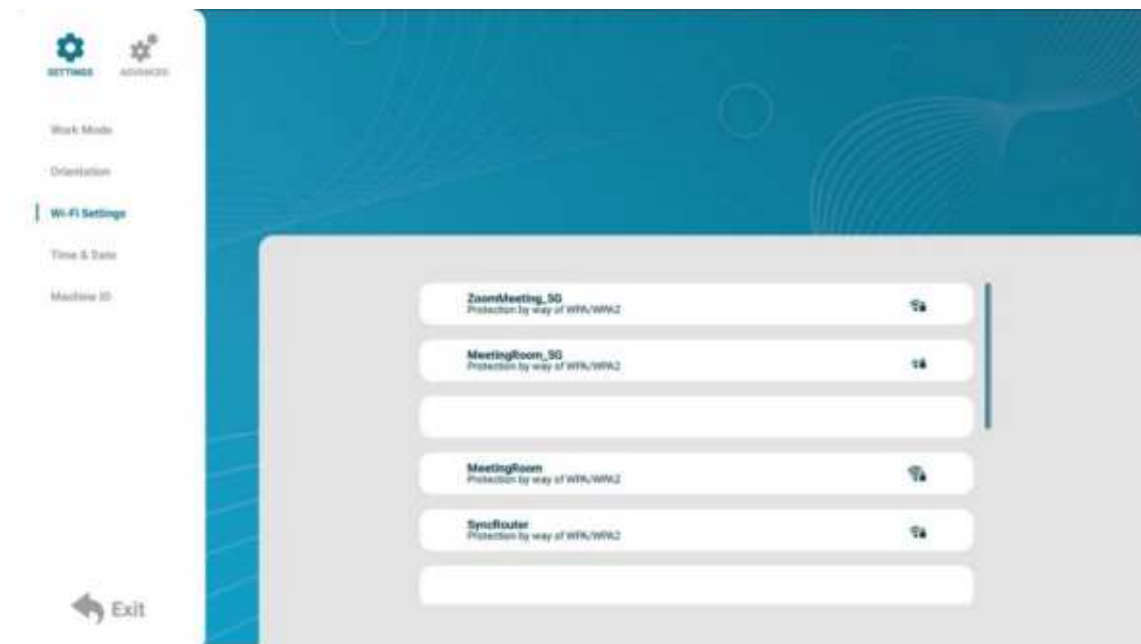 SETTINGS
ADVANCED
Work Mode
Orientation
Wi-Fi Settings
Time & Date
Machine ID
ZoomMeeting_5G
Protection by way of WPA/WPA2
MeetingRoom_5G
Protection by way of WPA/WPA2
MeetingRoom
Protection by way of WPA/WPA2
SyncRouter
Protection by way of WPA/WPA2
Exit